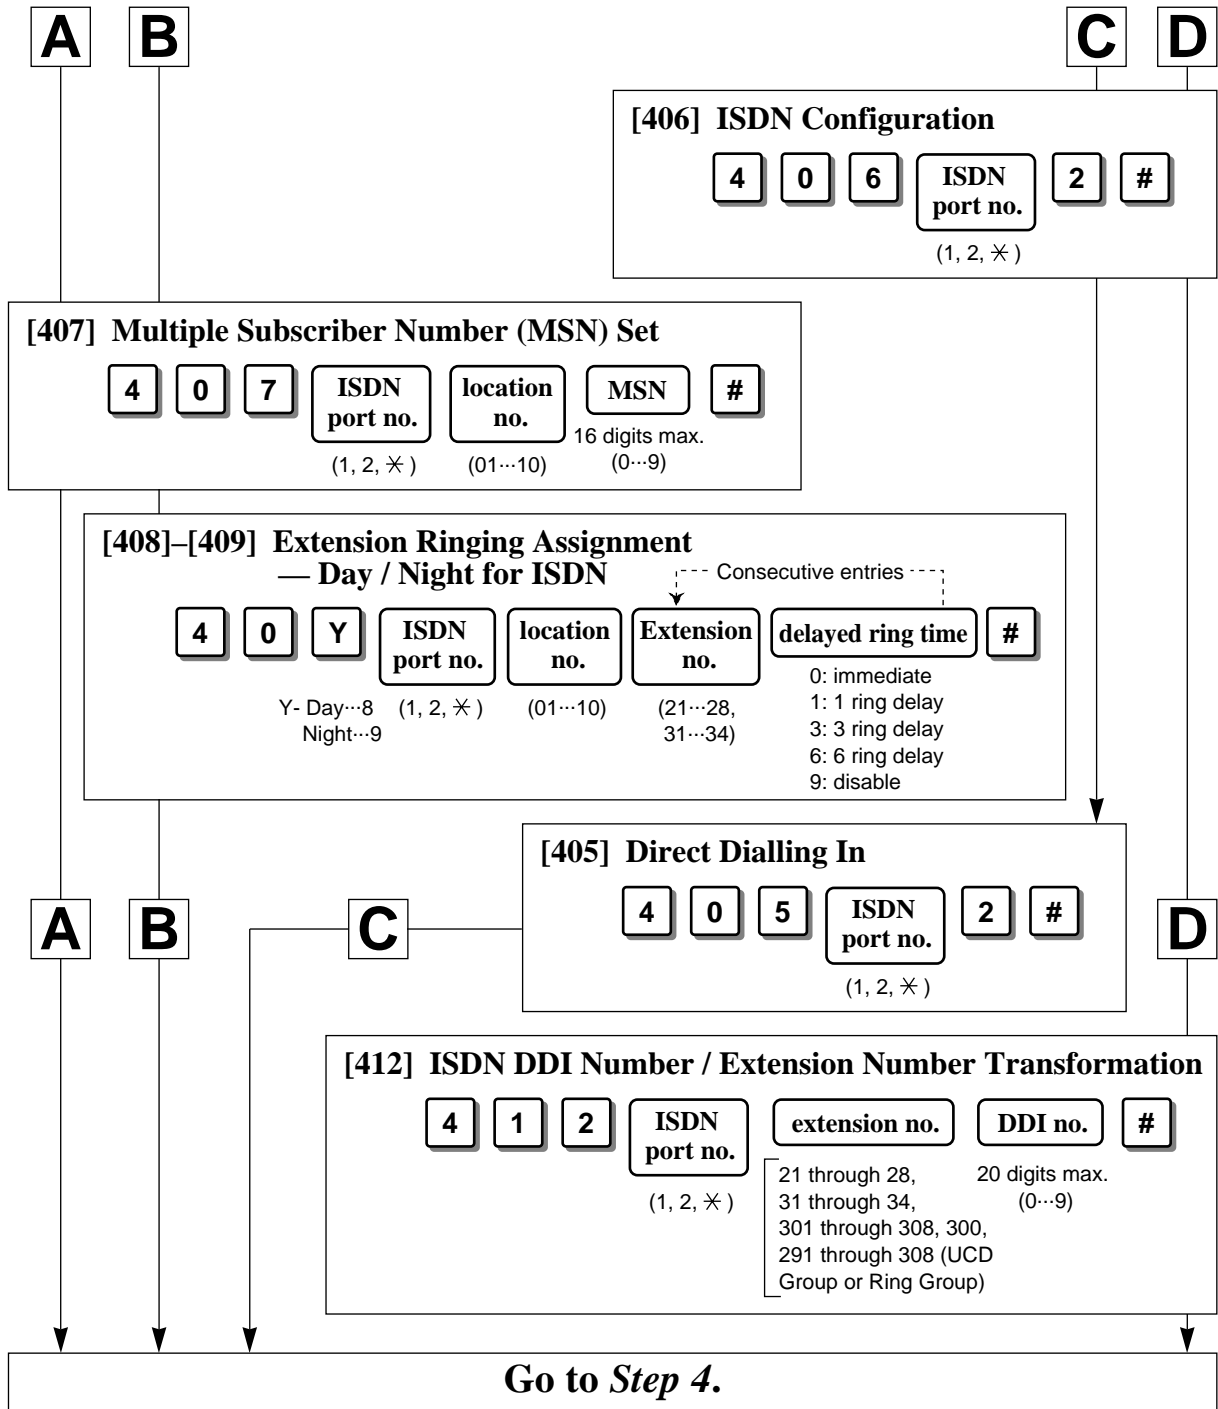 A B C D
[406] ISDN Configuration
4 0 6 ISDN port no. 2 #
(1, 2, ✳ )
[407] Multiple Subscriber Number (MSN) Set
4 0 7 ISDN port no. location no. MSN #
16 digits max.
(1, 2, ✳ ) (01···10) (0···9)
[408]–[409] Extension Ringing Assignment
— Day / Night for ISDN
Consecutive entries
4 0 Y ISDN port no. location no. Extension no. delayed ring time #
Y- Day···8 (1, 2, ✳ ) (01···10) (21···28,
Night···9 31···34)
0: immediate
1: 1 ring delay
3: 3 ring delay
6: 6 ring delay
9: disable
[405] Direct Dialling In
4 0 5 ISDN port no. 2 #
(1, 2, ✳ )
A B C D
[412] ISDN DDI Number / Extension Number Transformation
4 1 2 ISDN port no. extension no. DDI no. #
(1, 2, ✳ )
21 through 28,
31 through 34,
301 through 308, 300,
291 through 308 (UCD
Group or Ring Group)
20 digits max.
(0···9)
Go to Step 4.